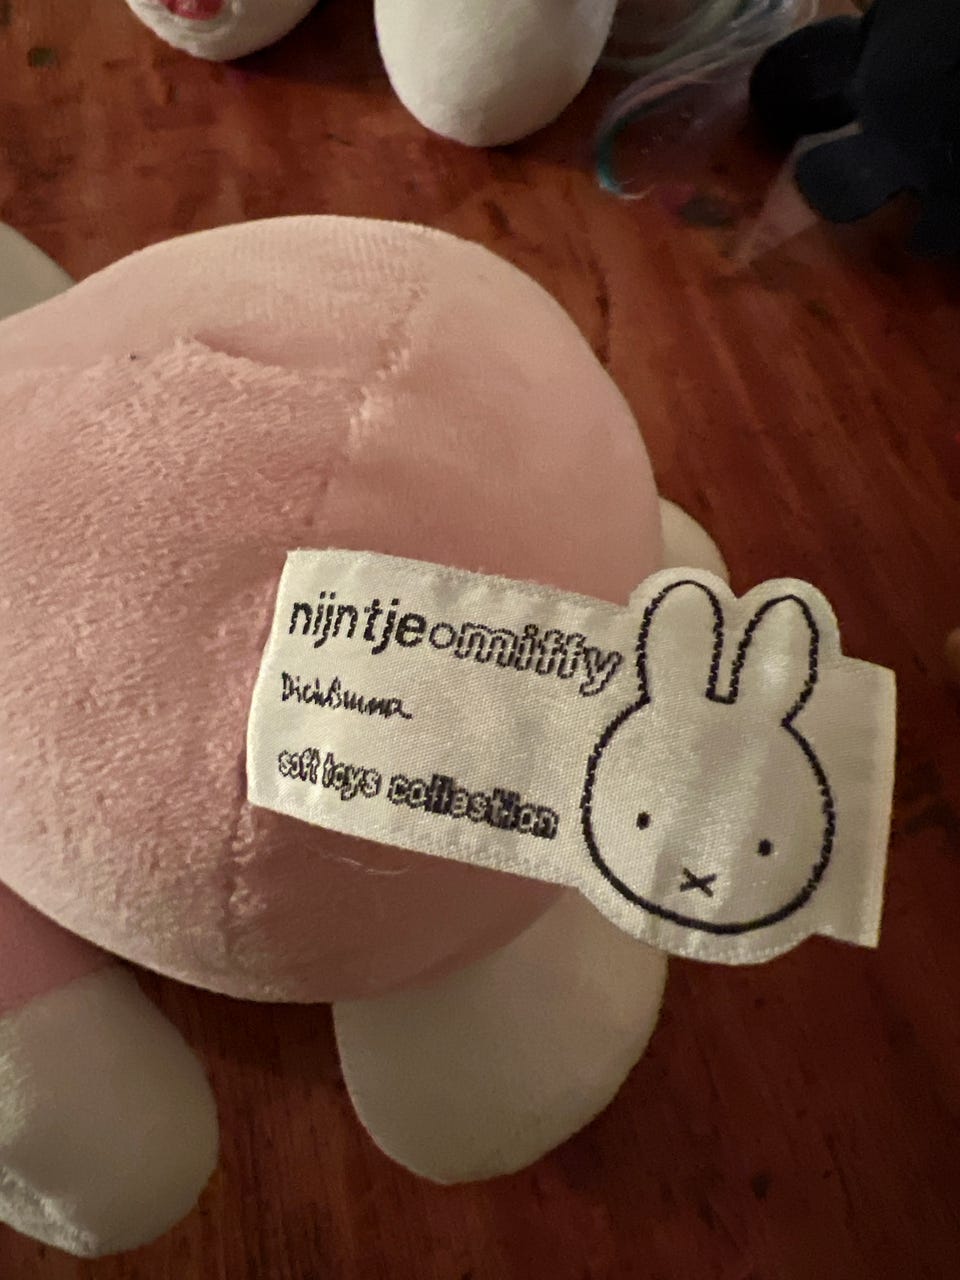 nijntje miffy
Dick Bruna
soft toys collection